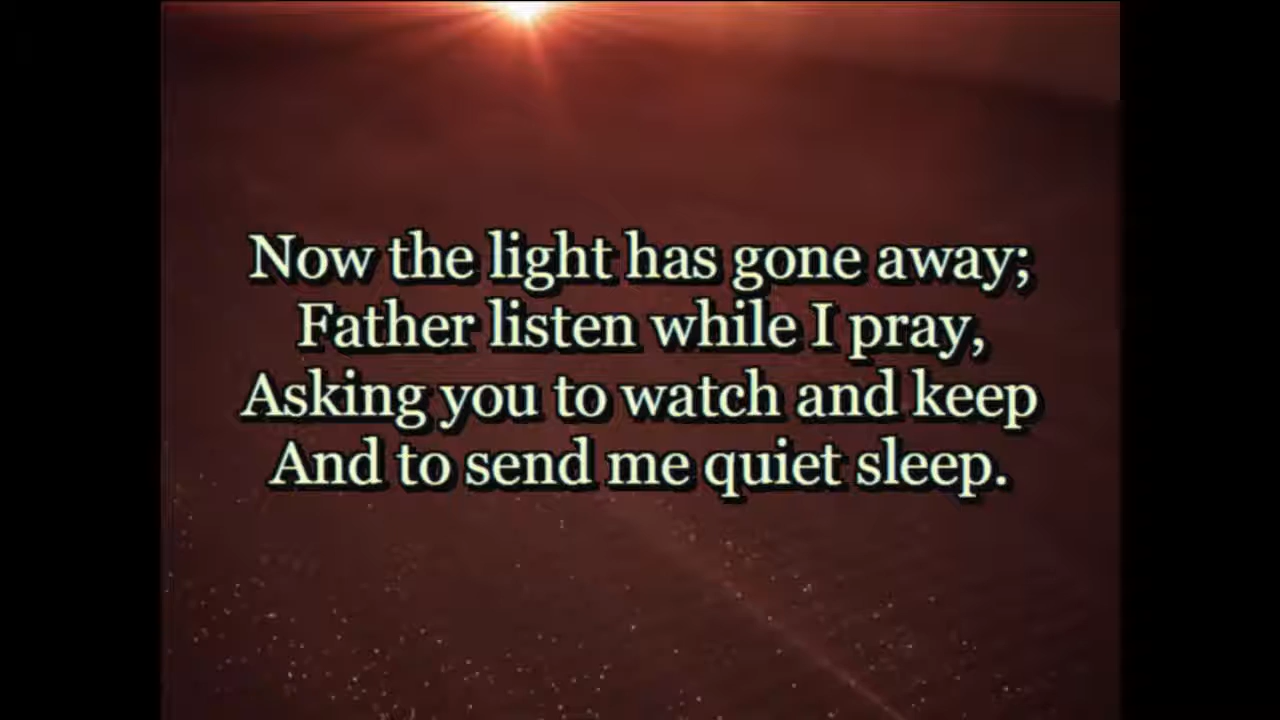 Now the light has gone away;
Father listen while I pray,
Asking you to watch and keep
And to send me quiet sleep.